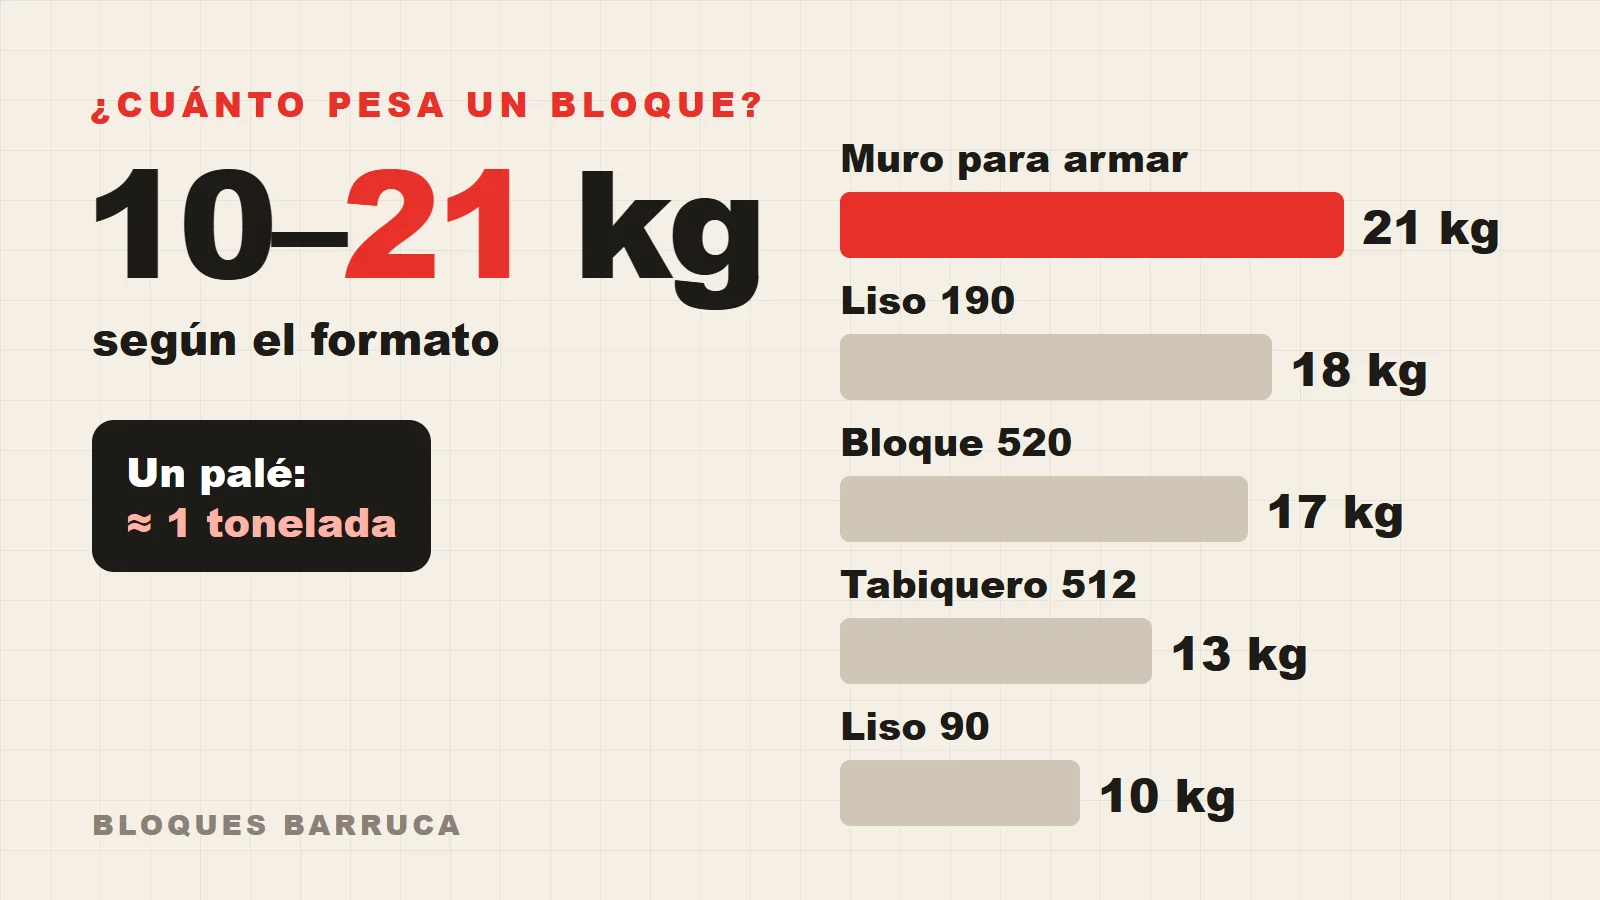 ¿CUÁNTO PESA UN BLOQUE?
10–21 kg
según el formato
Un palé:
≈ 1 tonelada
BLOQUES BARRUCA
Muro para armar
21 kg
Liso 190
18 kg
Bloque 520
17 kg
Tabiquero 512
13 kg
Liso 90
10 kg